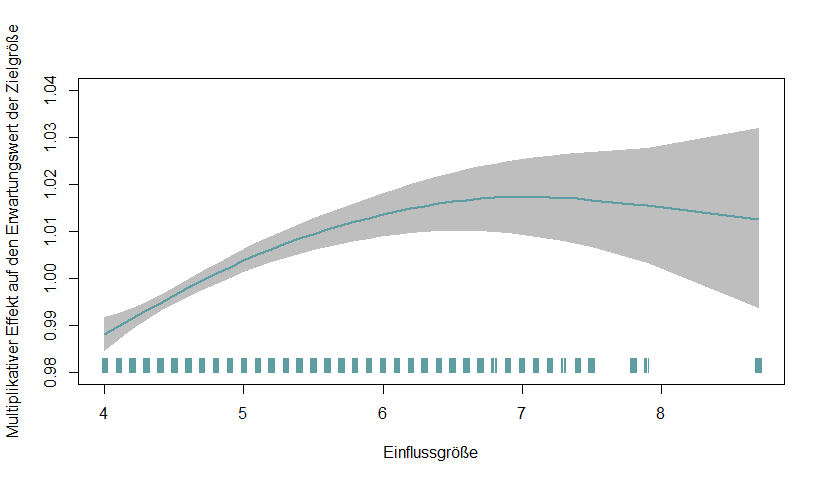 Multiplikativer Effekt auf den Erwartungswert der Zielgröße
1.04
1.03
1.02
1.01
1.00
0.99
0.98
4 5 6 7 8
Einflussgröße